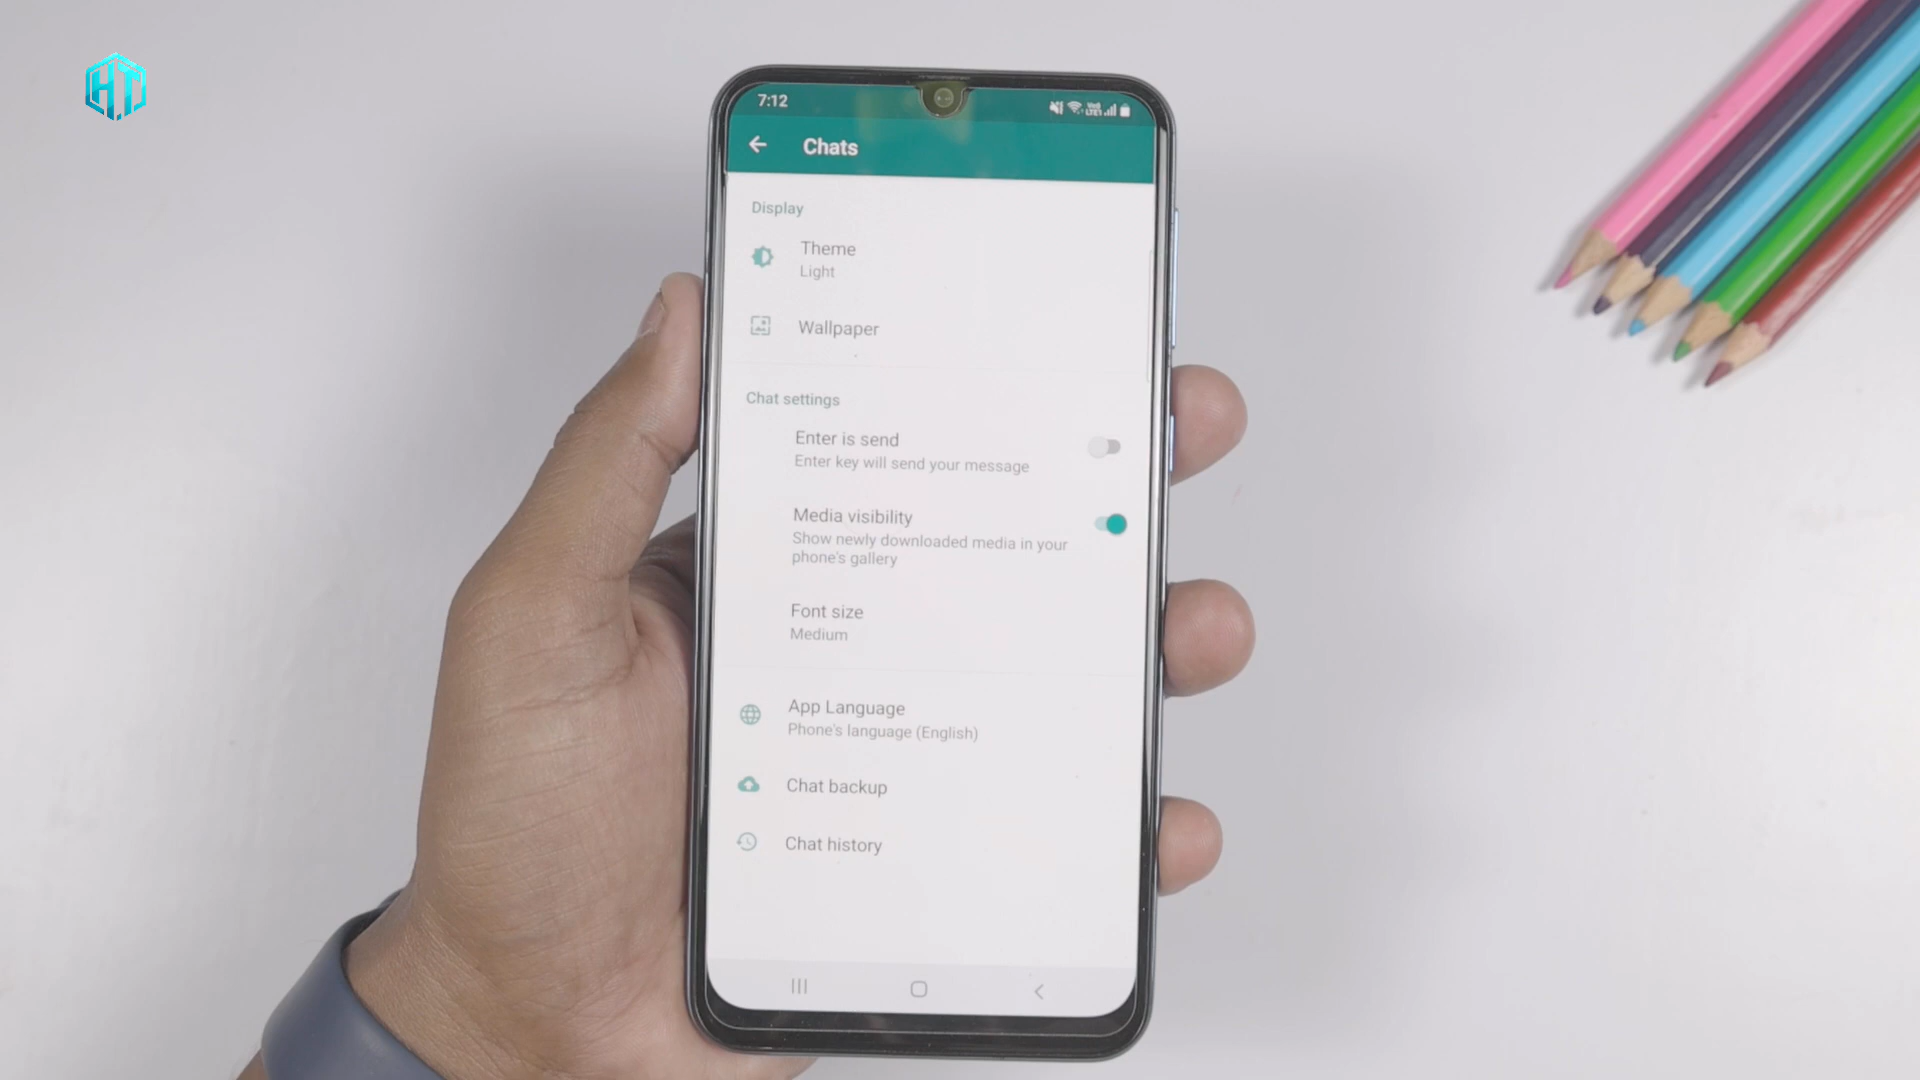 H.T
7:12
Chats
Display
Theme
Light
Wallpaper
Chat settings
Enter is send
Enter key will send your message
Media visibility
Show newly downloaded media in your
phone's gallery
Font size
Medium
App Language
Phone's language (English)
Chat backup
Chat history